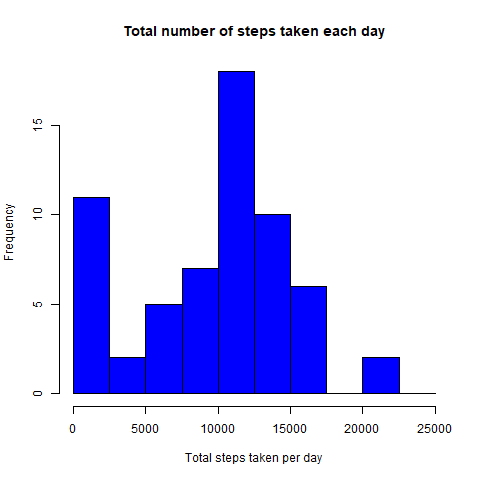 Total number of steps taken each day
Frequency
15
10
5
0
0 5000 10000 15000 20000 25000
Total steps taken per day